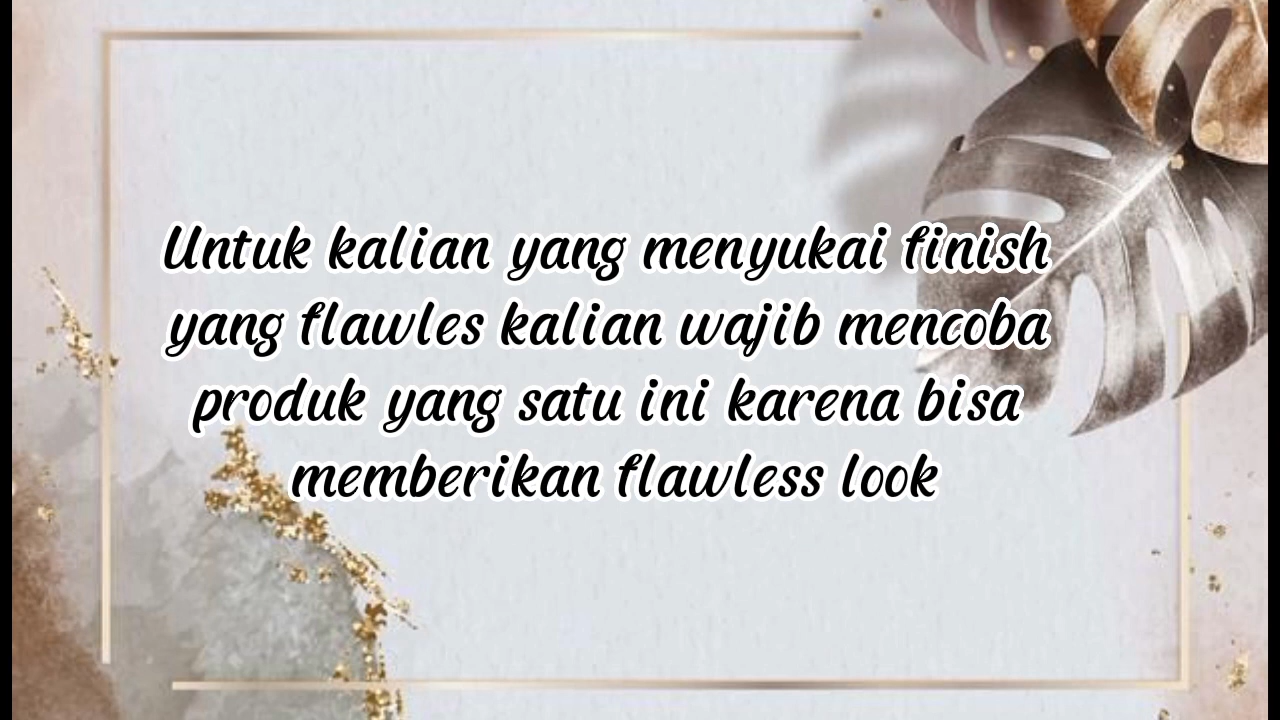 Untuk kalian yang menyukai finish
yang flawles kalian wajib mencoba
produk yang satu ini karena bisa
memberikan flawless look